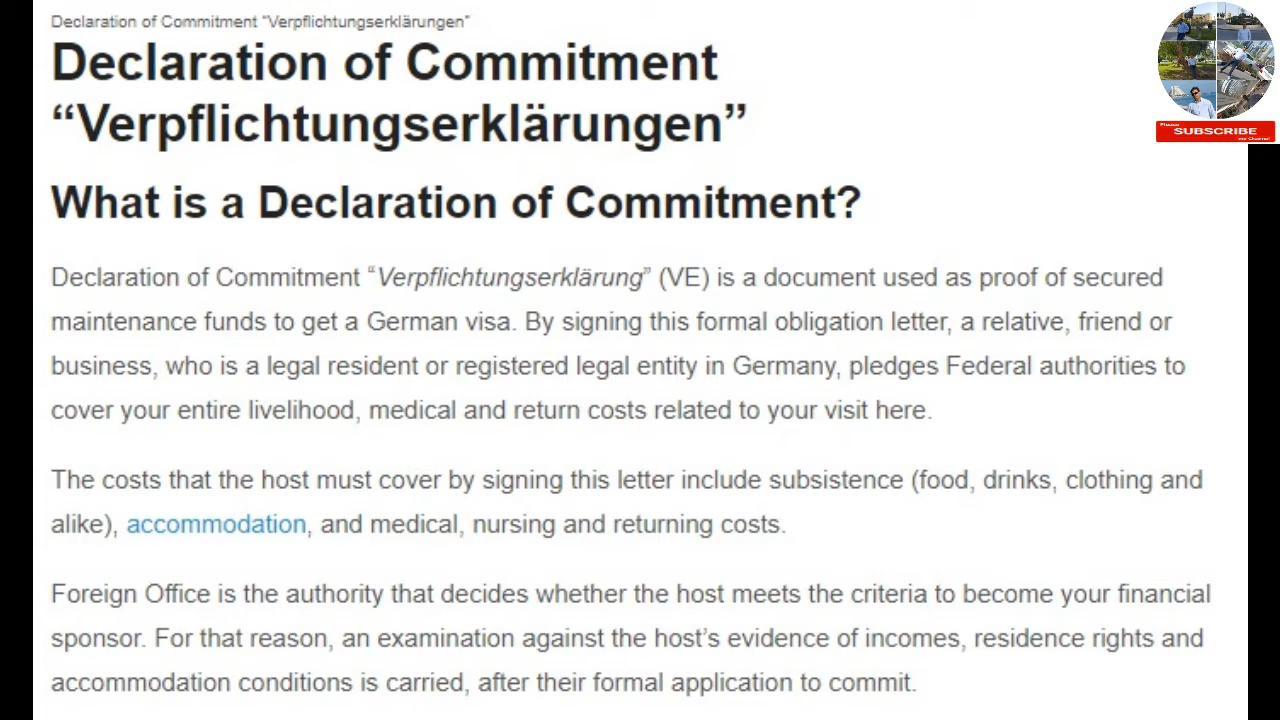 Declaration of Commitment “Verpflichtungserklärungen”
Declaration of Commitment
“Verpflichtungserklärungen”
What is a Declaration of Commitment?
Declaration of Commitment “Verpflichtungserklärung” (VE) is a document used as proof of secured
maintenance funds to get a German visa. By signing this formal obligation letter, a relative, friend or
business, who is a legal resident or registered legal entity in Germany, pledges Federal authorities to
cover your entire livelihood, medical and return costs related to your visit here.
The costs that the host must cover by signing this letter include subsistence (food, drinks, clothing and
alike), accommodation, and medical, nursing and returning costs.
Foreign Office is the authority that decides whether the host meets the criteria to become your financial
sponsor. For that reason, an examination against the host’s evidence of incomes, residence rights and
accommodation conditions is carried, after their formal application to commit.
Please
SUBSCRIBE
my Channel